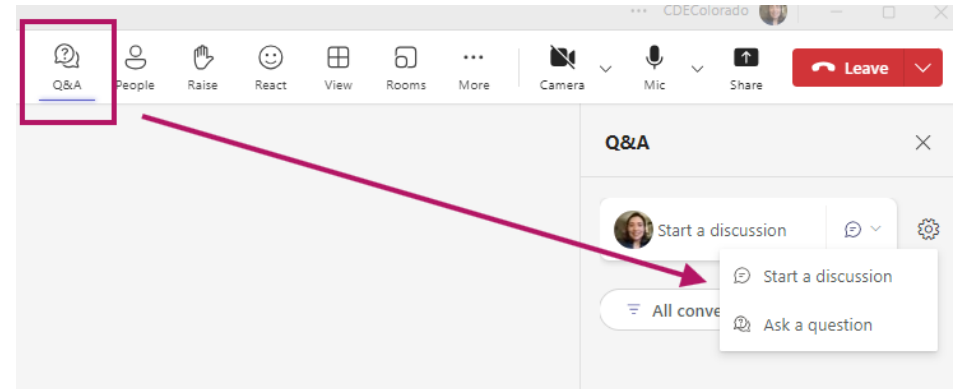 CDEColorado
Q&A People Raise React View Rooms More Camera Mic Share Leave
Q&A
Start a discussion
Start a discussion
All conve
Ask a question